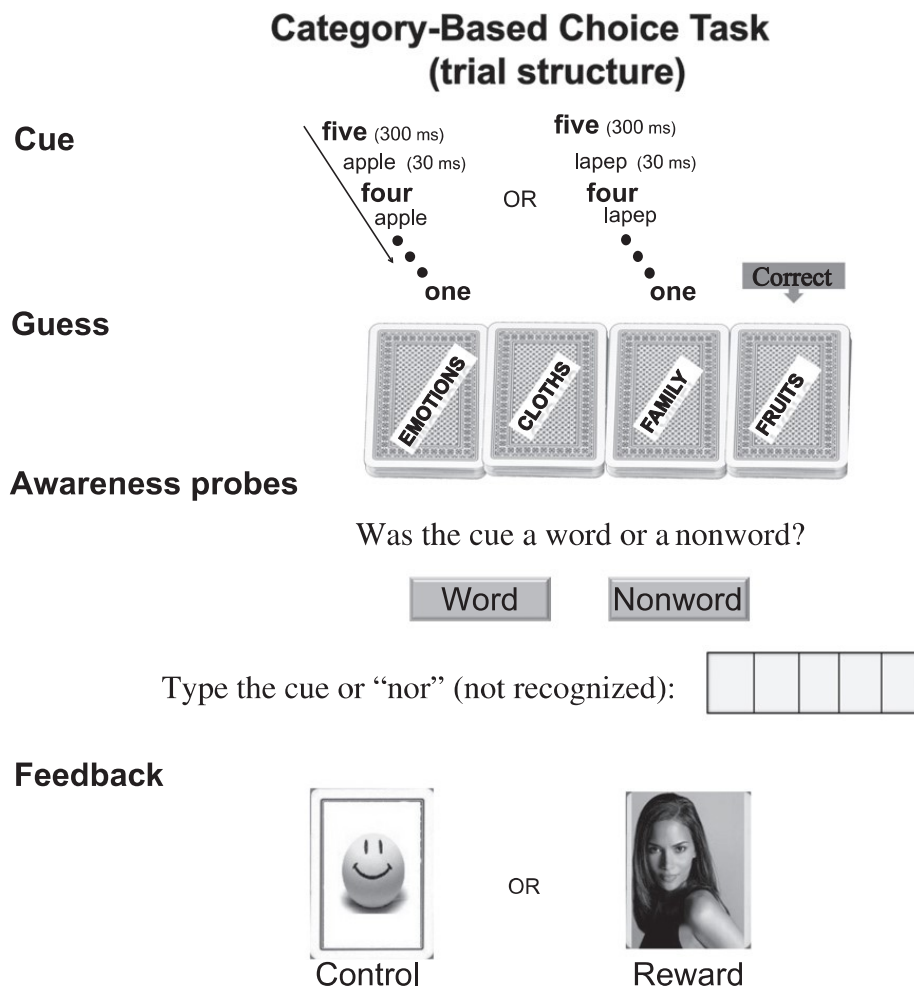 Category-Based Choice Task
(trial structure)
Cue
five (300 ms)
apple (30 ms)
four
apple
one
OR
five (300 ms)
lapep (30 ms)
four
lapep
one
Correct
Guess
EMOTIONS
CLOTHS
FAMILY
FRUITS
Awareness probes
Was the cue a word or a nonword?
Word
Nonword
Type the cue or “nor” (not recognized):
Feedback
OR
Control
Reward